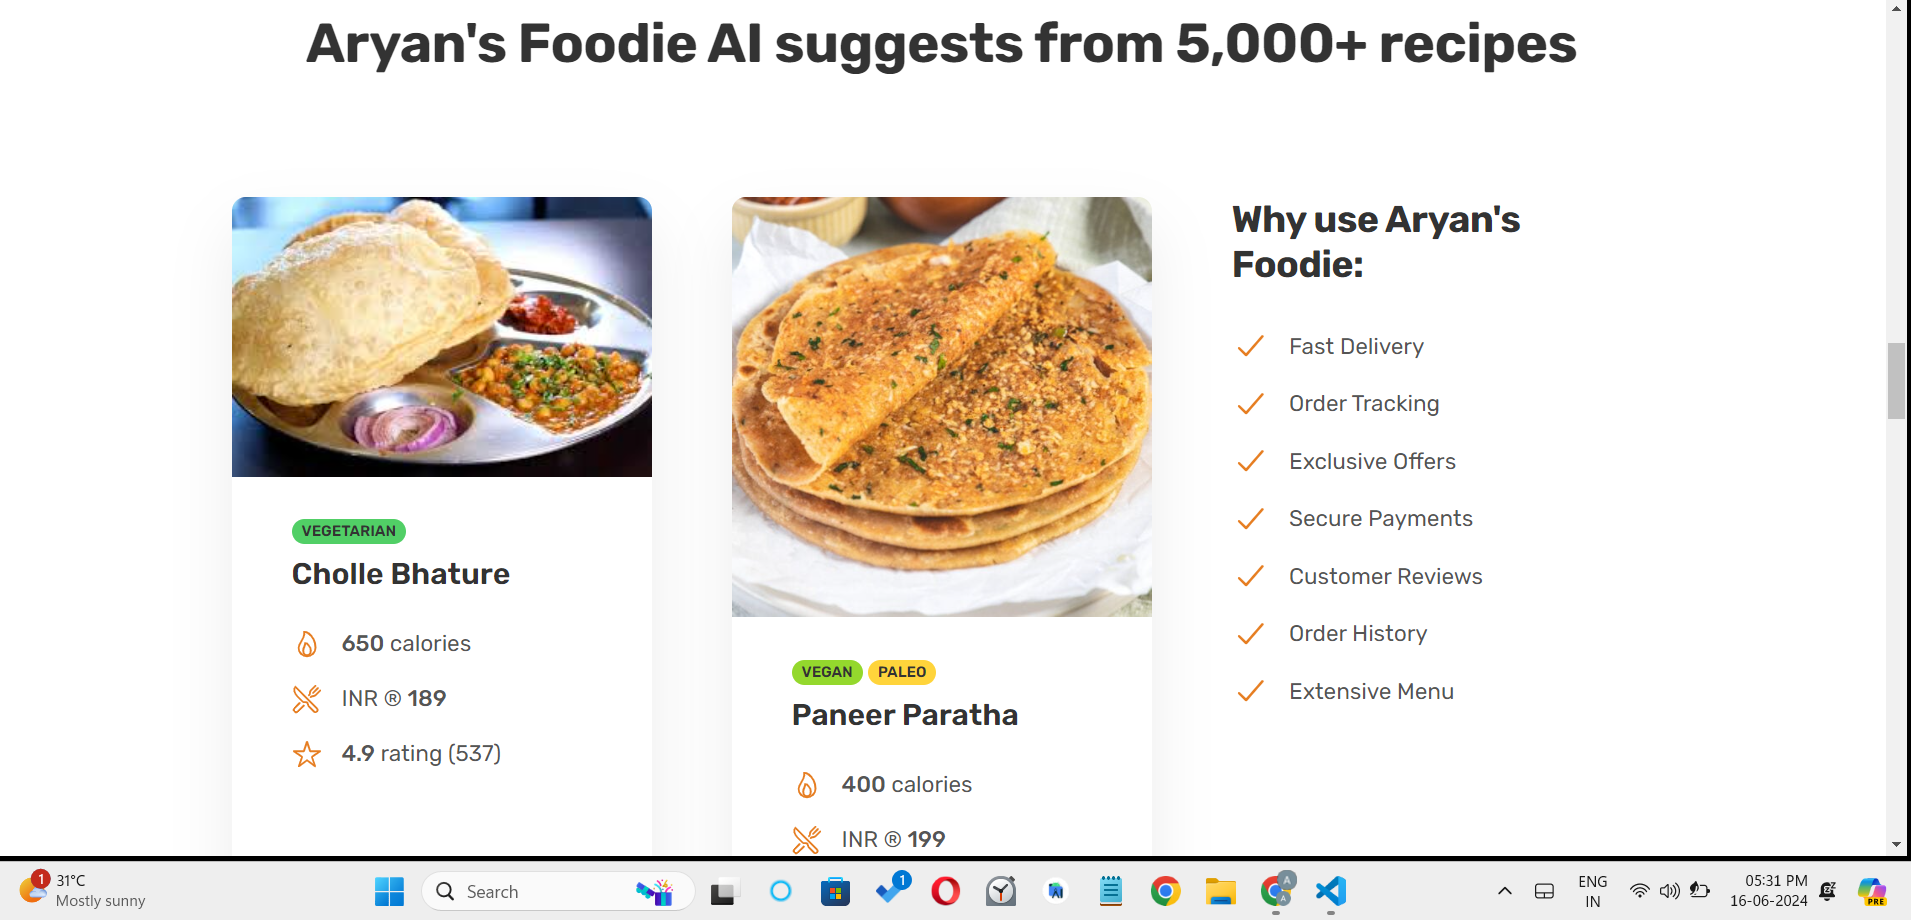 Aryan's Foodie AI suggests from 5,000+ recipes
VEGETARIAN
Cholle Bhature
650 calories
INR ® 189
4.9 rating (537)
VEGAN PALEO
Paneer Paratha
400 calories
INR ® 199
Why use Aryan's
Foodie:
Fast Delivery
Order Tracking
Exclusive Offers
Secure Payments
Customer Reviews
Order History
Extensive Menu
1
31°C
Mostly sunny
Search
1
A
A
ENG
IN
05:31 PM
16-06-2024
PRE